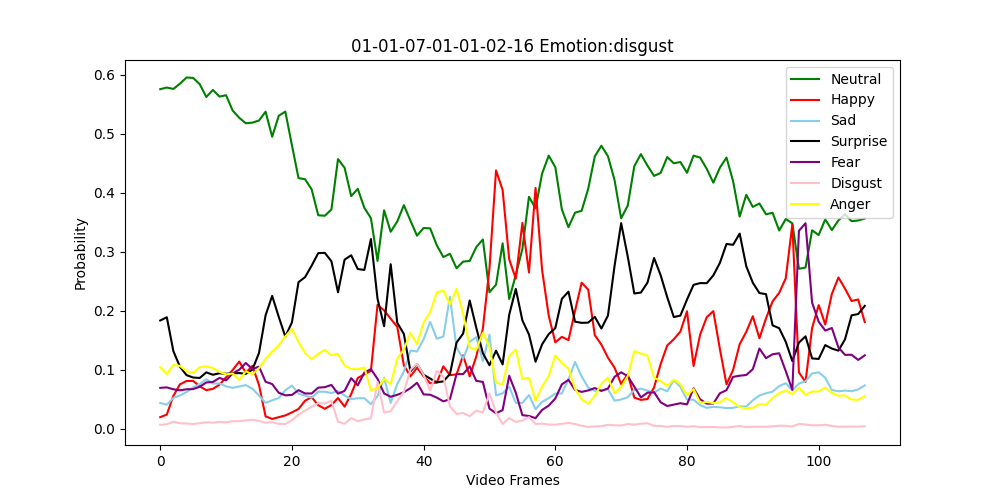 01-01-07-01-01-02-16 Emotion:disgust
0.6
0.5
0.4
0.3
0.2
0.1
0.0
Probability
0 20 40 60 80 100
Video Frames
Neutral
Happy
Sad
Surprise
Fear
Disgust
Anger